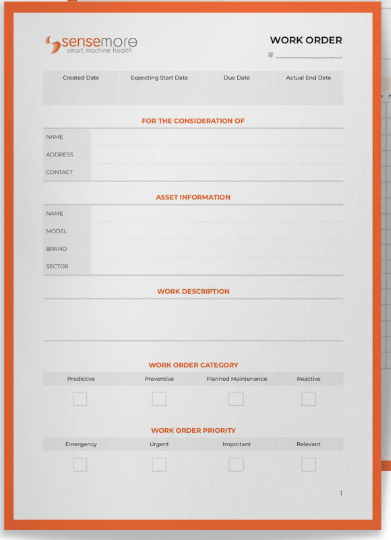 sensemore
smart machine health
WORK ORDER
#
Created Date Expecting Start Date Due Date Actual End Date
FOR THE CONSIDERATION OF
NAME
ADDRESS
CONTACT
ASSET INFORMATION
NAME
MODEL
BRAND
SECTOR
WORK DESCRIPTION
WORK ORDER CATEGORY
Predictive Preventive Planned Maintenance Reactive
WORK ORDER PRIORITY
Emergency Urgent Important Relevant
1